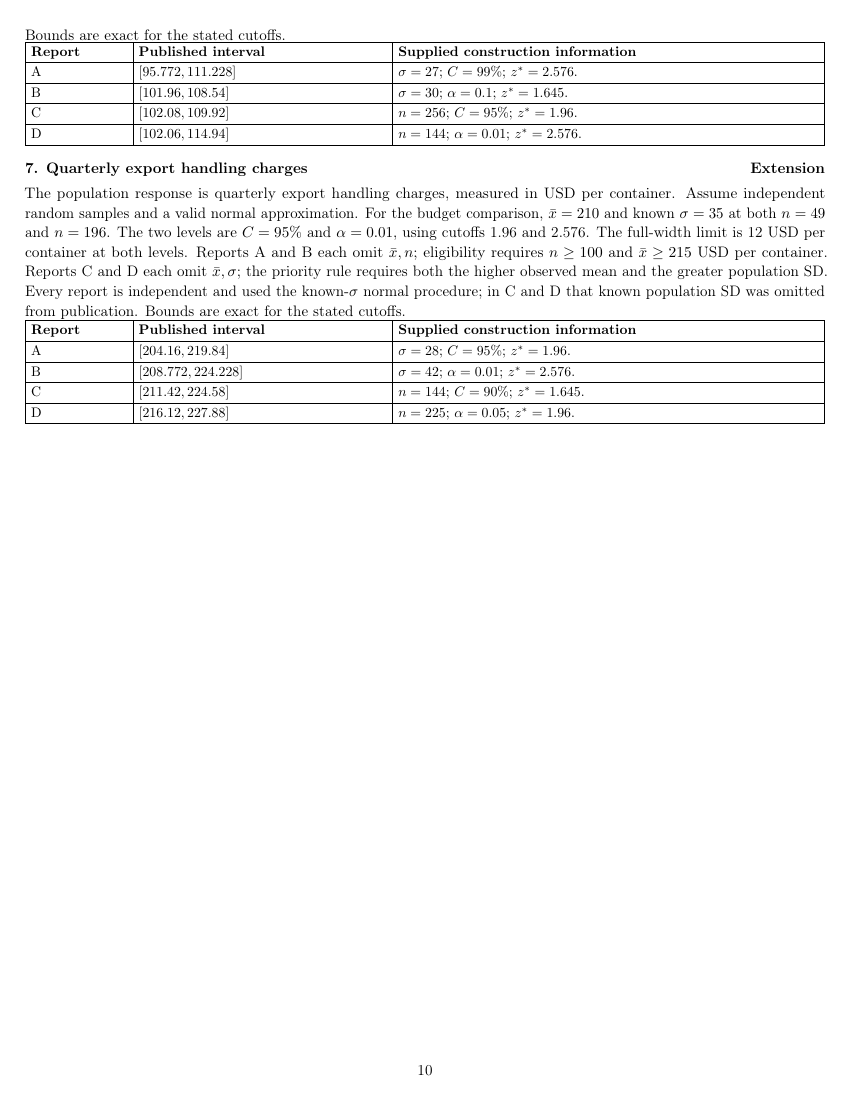 Bounds are exact for the stated cutoffs.
Report Published interval Supplied construction information
A [95.772, 111.228] σ = 27; C = 99%; z* = 2.576.
B [101.96, 108.54] σ = 30; α = 0.1; z* = 1.645.
C [102.08, 109.92] n = 256; C = 95%; z* = 1.96.
D [102.06, 114.94] n = 144; α = 0.01; z* = 2.576.
7. Quarterly export handling charges Extension
The population response is quarterly export handling charges, measured in USD per container. Assume independent
random samples and a valid normal approximation. For the budget comparison, x̄ = 210 and known σ = 35 at both n = 49
and n = 196. The two levels are C = 95% and α = 0.01, using cutoffs 1.96 and 2.576. The full-width limit is 12 USD per
container at both levels. Reports A and B each omit x̄, n; eligibility requires n ≥ 100 and x̄ ≥ 215 USD per container.
Reports C and D each omit x̄, σ; the priority rule requires both the higher observed mean and the greater population SD.
Every report is independent and used the known-σ normal procedure; in C and D that known population SD was omitted
from publication. Bounds are exact for the stated cutoffs.
Report Published interval Supplied construction information
A [204.16, 219.84] σ = 28; C = 95%; z* = 1.96.
B [208.772, 224.228] σ = 42; α = 0.01; z* = 2.576.
C [211.42, 224.58] n = 144; C = 90%; z* = 1.645.
D [216.12, 227.88] n = 225; α = 0.05; z* = 1.96.
10